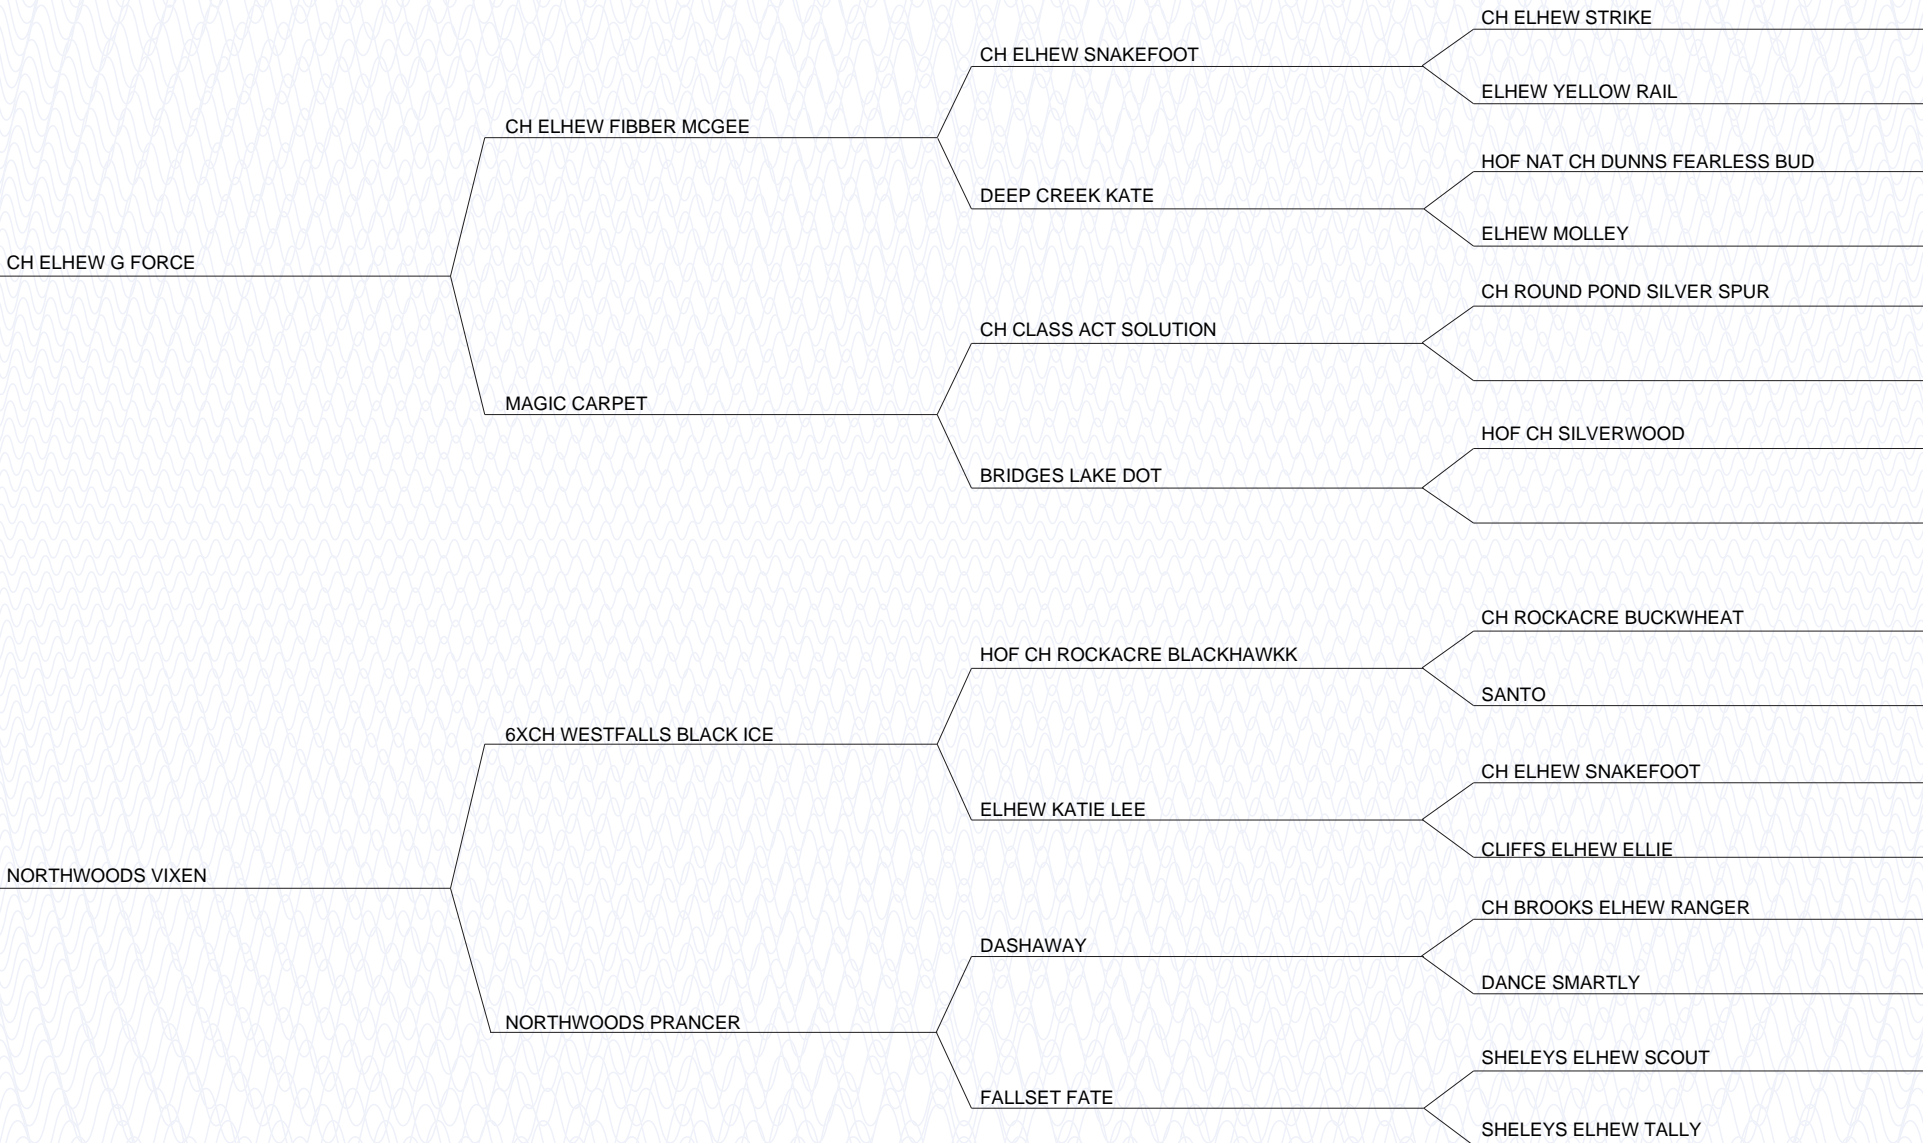 CH ELHEW G FORCE
NORTHWOODS VIXEN
CH ELHEW FIBBER MCGEE
MAGIC CARPET
6XCH WESTFALLS BLACK ICE
NORTHWOODS PRANCER
CH ELHEW SNAKEFOOT
DEEP CREEK KATE
CH CLASS ACT SOLUTION
BRIDGES LAKE DOT
HOF CH ROCKACRE BLACKHAWKK
ELHEW KATIE LEE
DASHAWAY
FALLSET FATE
CH ELHEW STRIKE
ELHEW YELLOW RAIL
HOF NAT CH DUNNS FEARLESS BUD
ELHEW MOLLEY
CH ROUND POND SILVER SPUR
HOF CH SILVERWOOD
CH ROCKACRE BUCKWHEAT
SANTO
CH ELHEW SNAKEFOOT
CLIFFS ELHEW ELLIE
CH BROOKS ELHEW RANGER
DANCE SMARTLY
SHELEYS ELHEW SCOUT
SHELEYS ELHEW TALLY